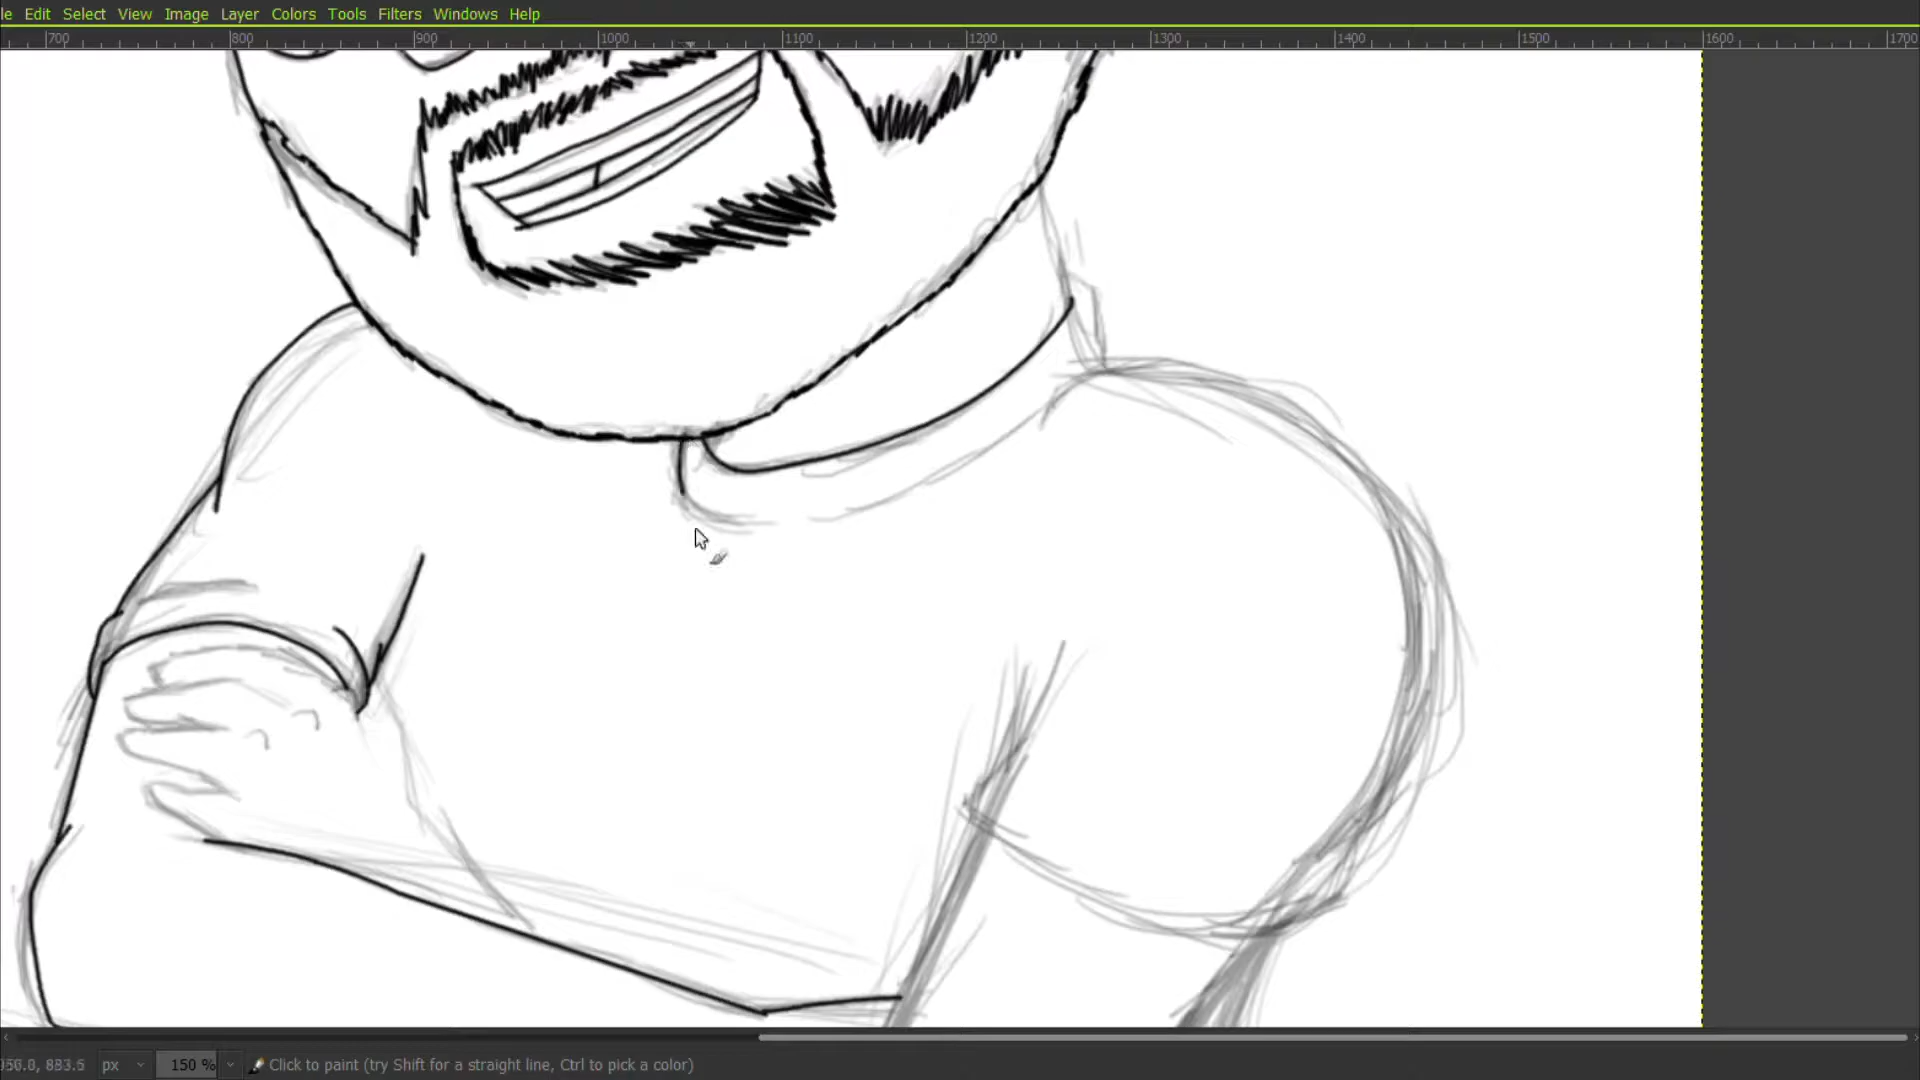 le Edit Select View Image Layer Colors Tools Filters Windows Help
700 800 900 1000 1100 1200 1300 1400 1500 1600 1700
px 150 % Click to paint (try Shift for a straight line, Ctrl to pick a color)